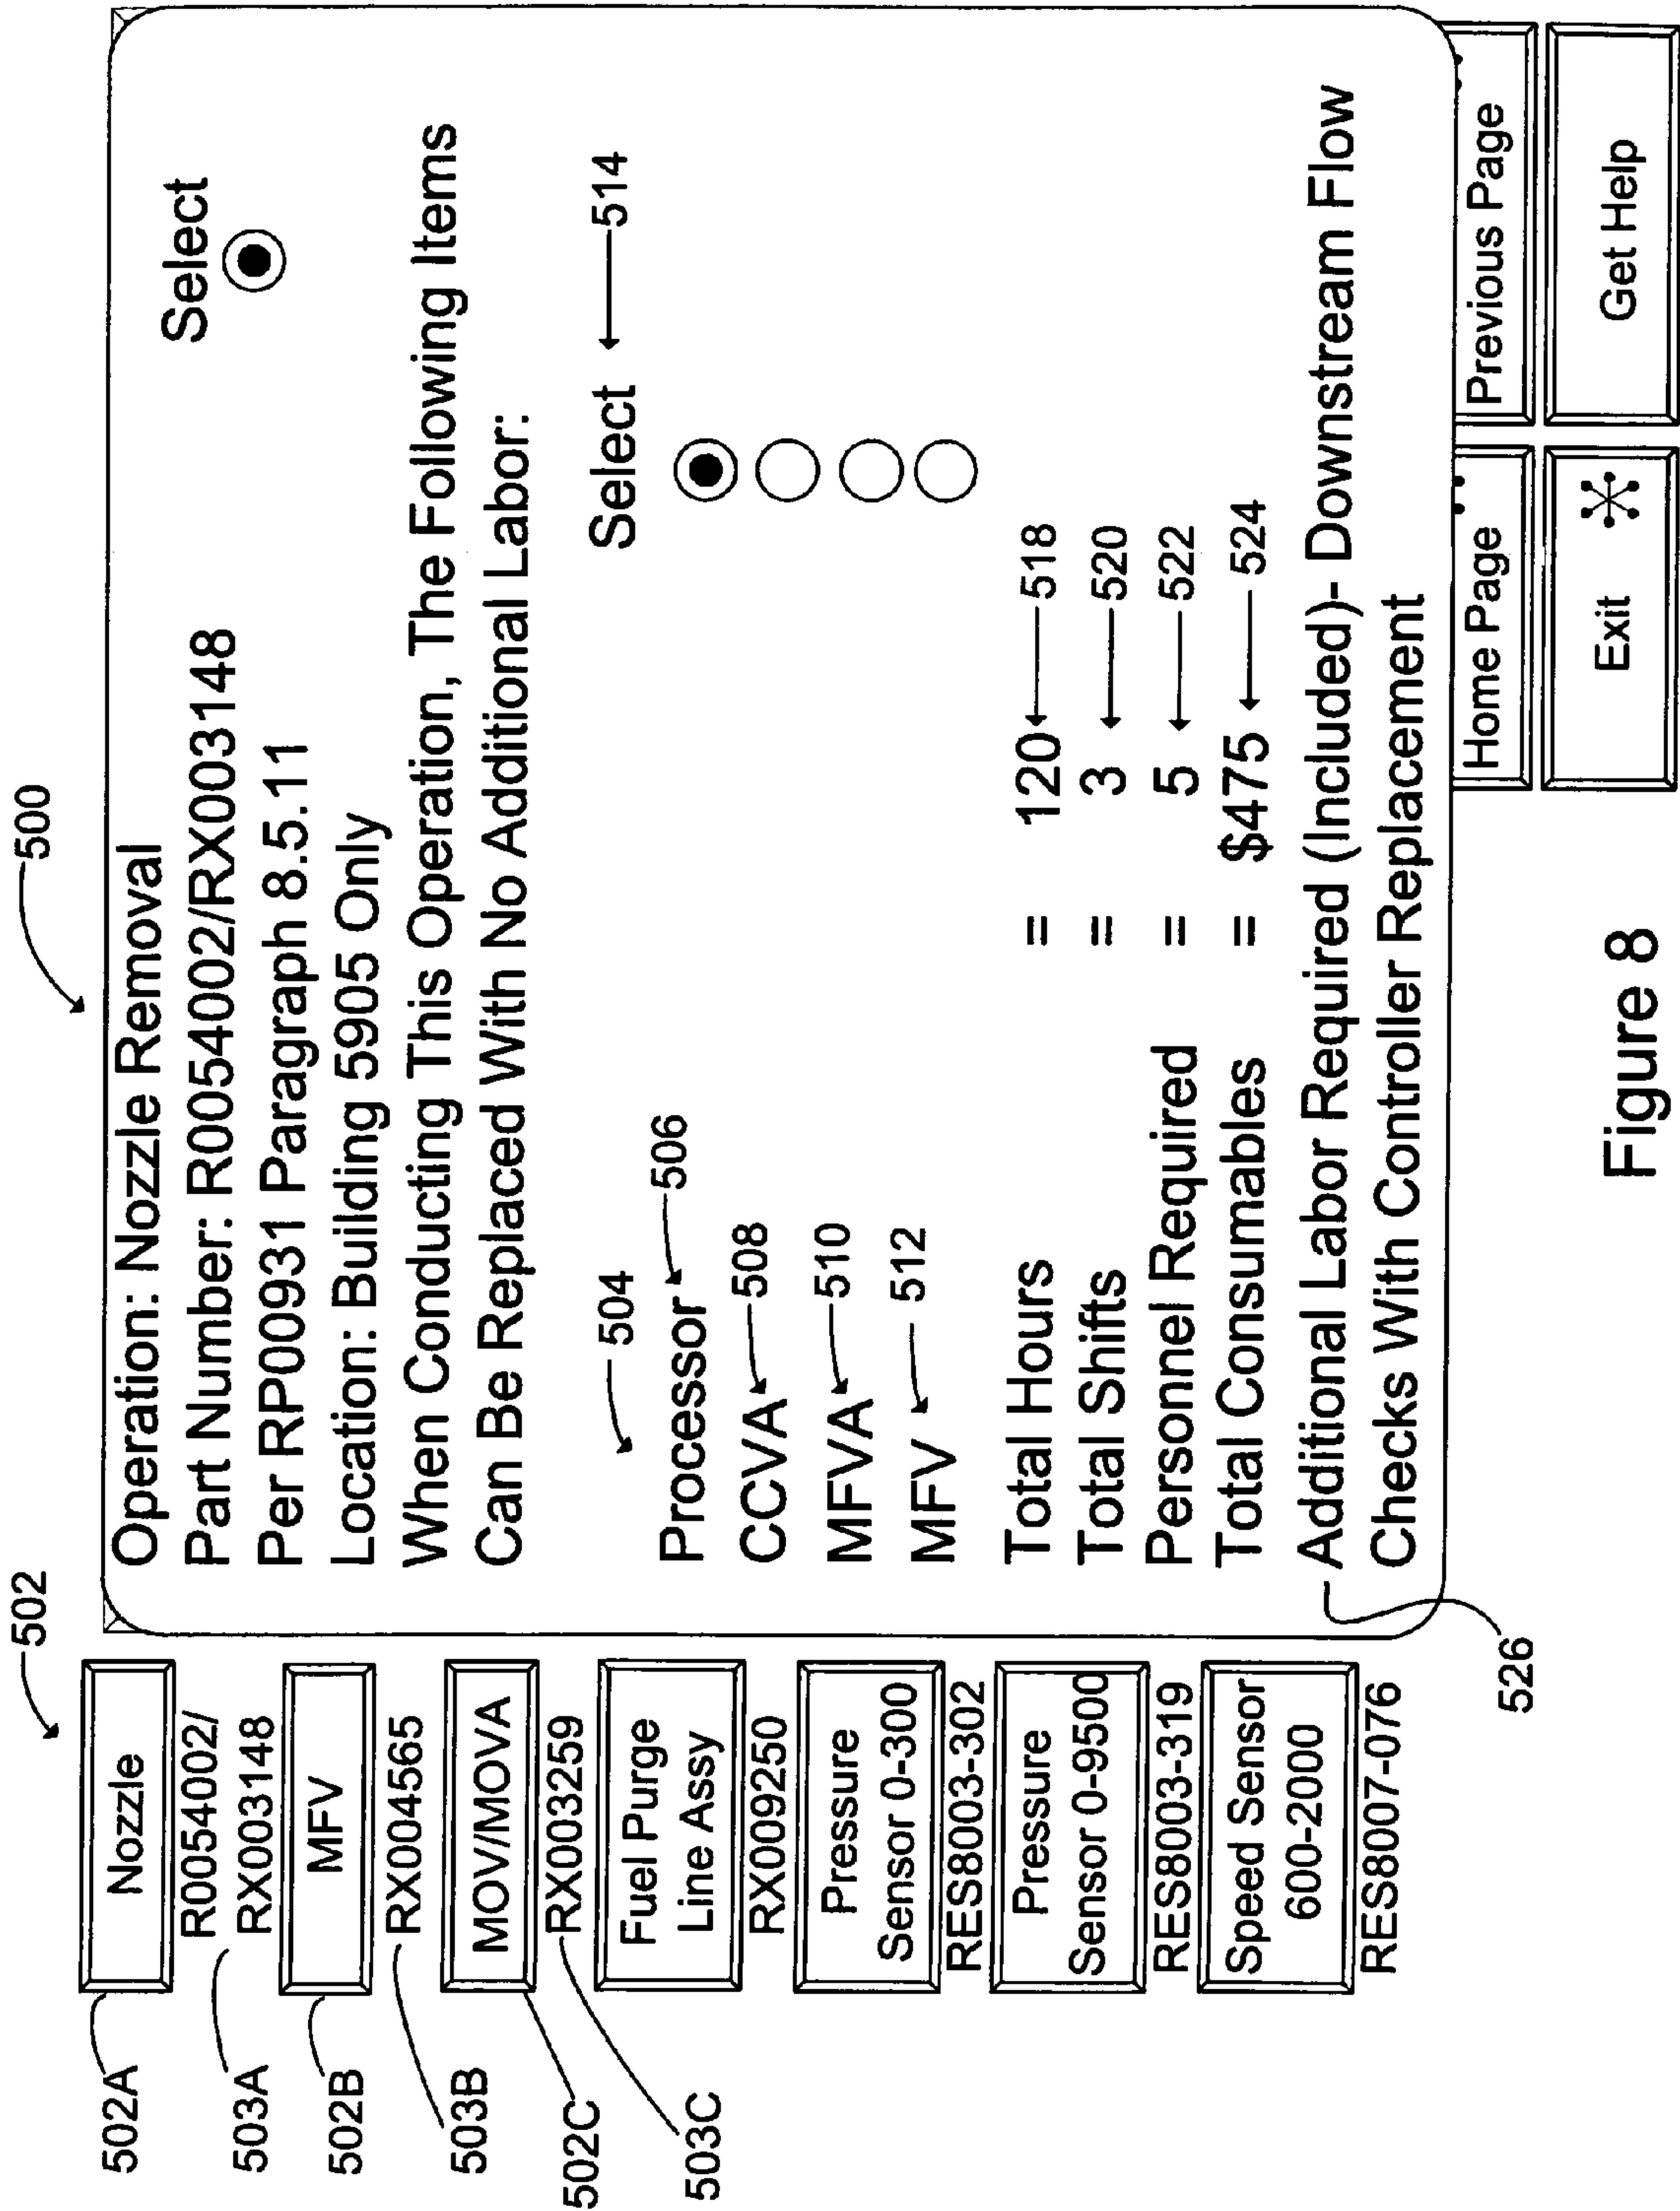 500
502
502A
Nozzle
503A
R0054002/
RX003148
502B
MFV
503B
RX004565
502C
MOV/MOVA
503C
RX003259
Fuel Purge
Line Assy
RX009250
Pressure
Sensor 0-300
RES8003-302
Pressure
Sensor 0-9500
RES8003-319
Speed Sensor
600-2000
RES8007-076
Operation: Nozzle Removal
Select
Part Number: R0054002/RX003148
Per RP00931 Paragraph 8.5.11
Location: Building 5905 Only
When Conducting This Operation, The Following Items
Can Be Replaced With No Additional Labor:
504
Select 514
Processor 506
CCVA 508
MFVA 510
MFV 512
Total Hours = 120 518
Total Shifts = 3 520
Personnel Required = 5 522
Total Consumables = $475 524
Additional Labor Required (Included)- Downstream Flow
Checks With Controller Replacement
526
Home Page
Previous Page
Exit
Get Help
Figure 8